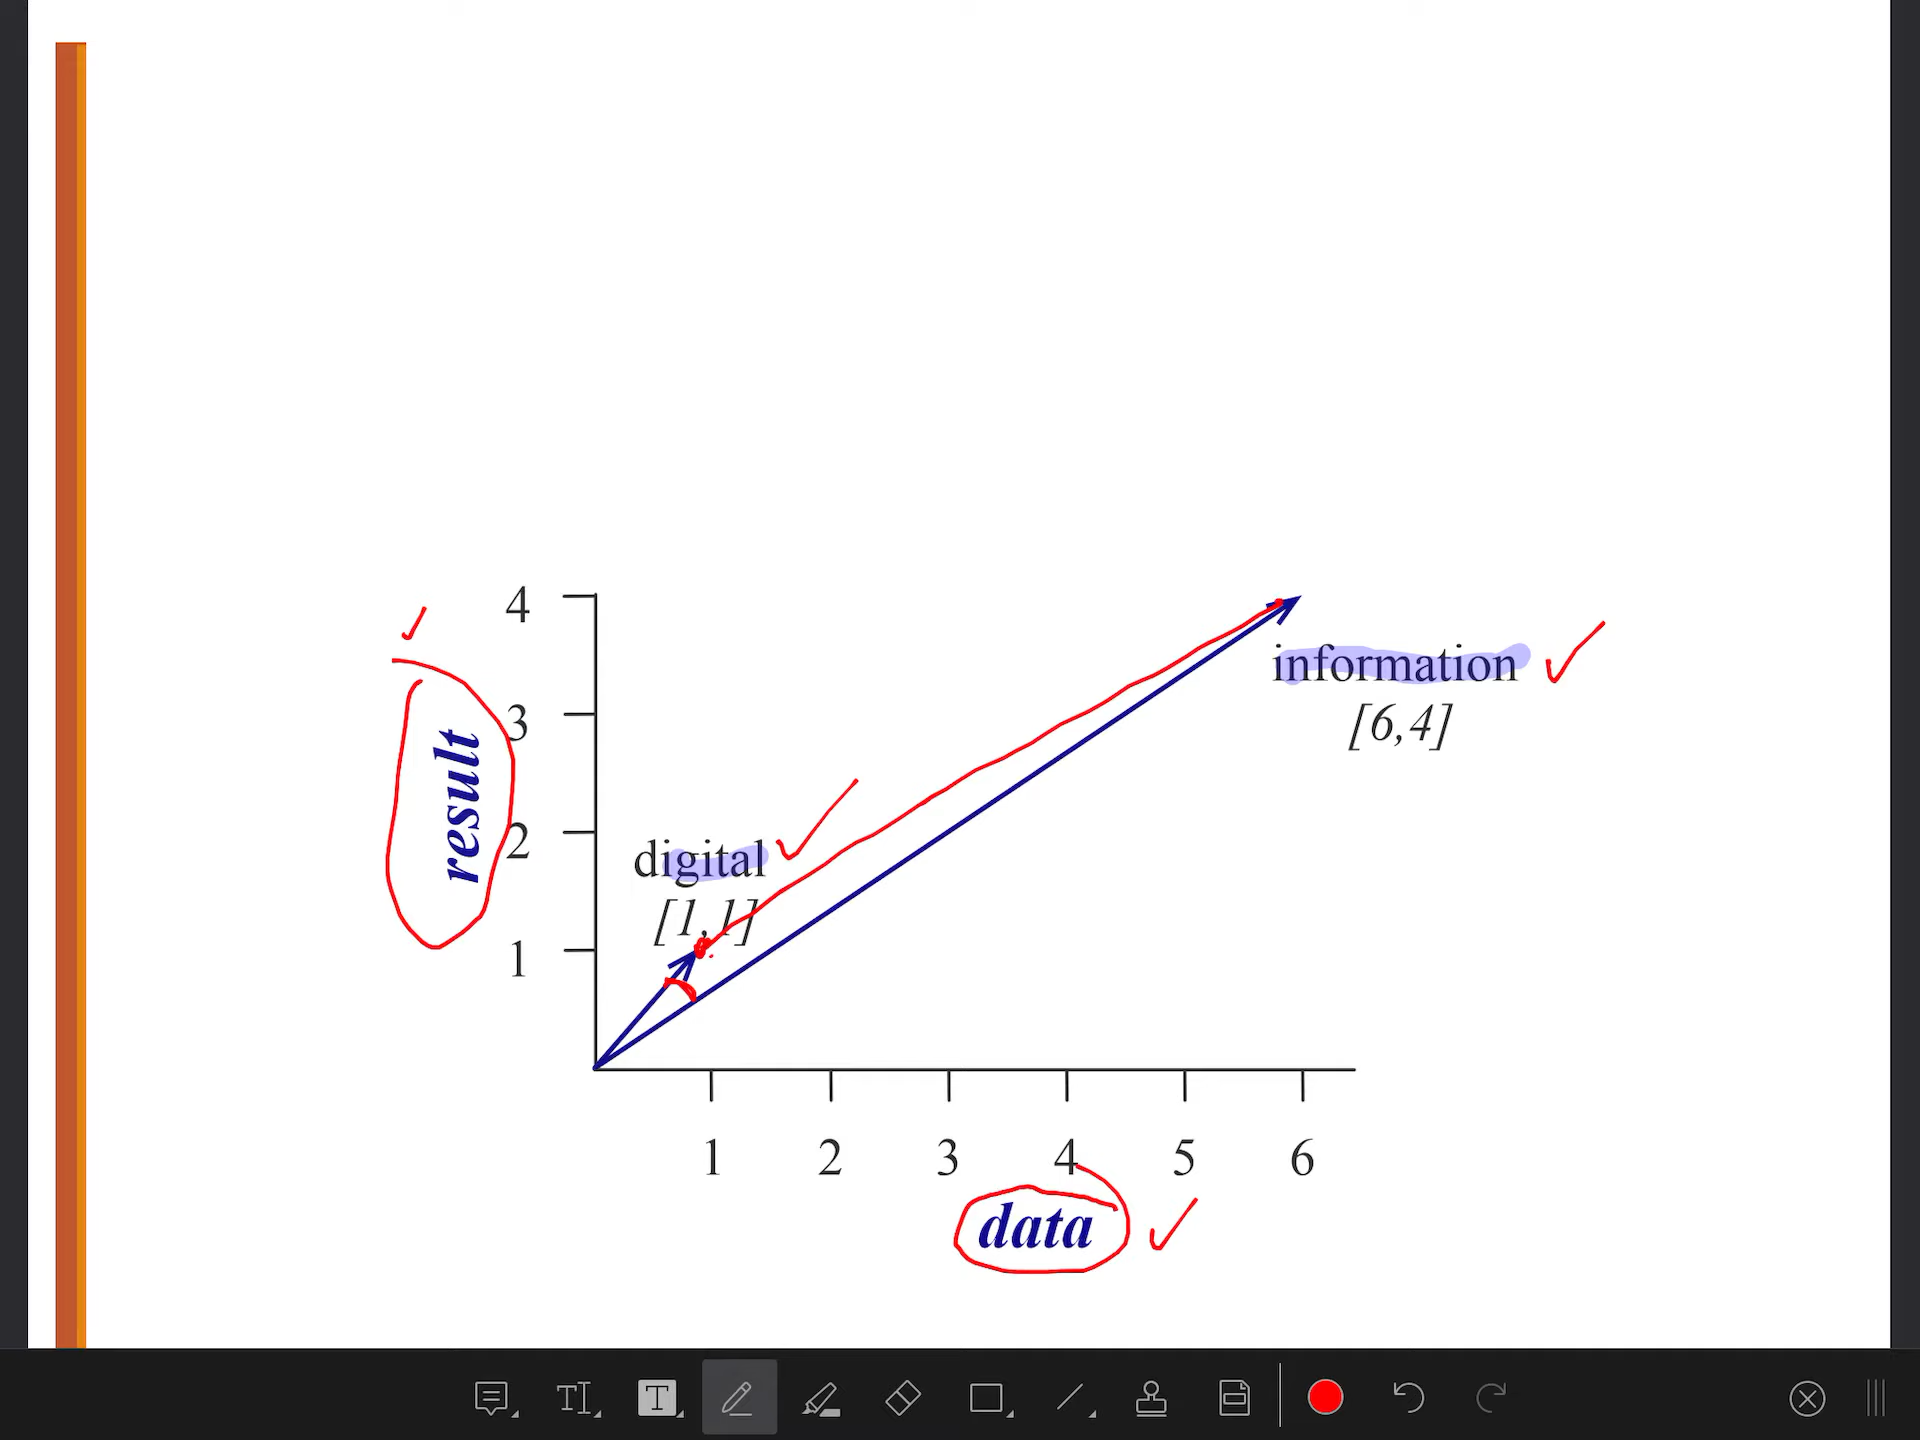 4
3
2
1
result
digital
[1,1]
information
[6,4]
1 2 3 4 5 6
data